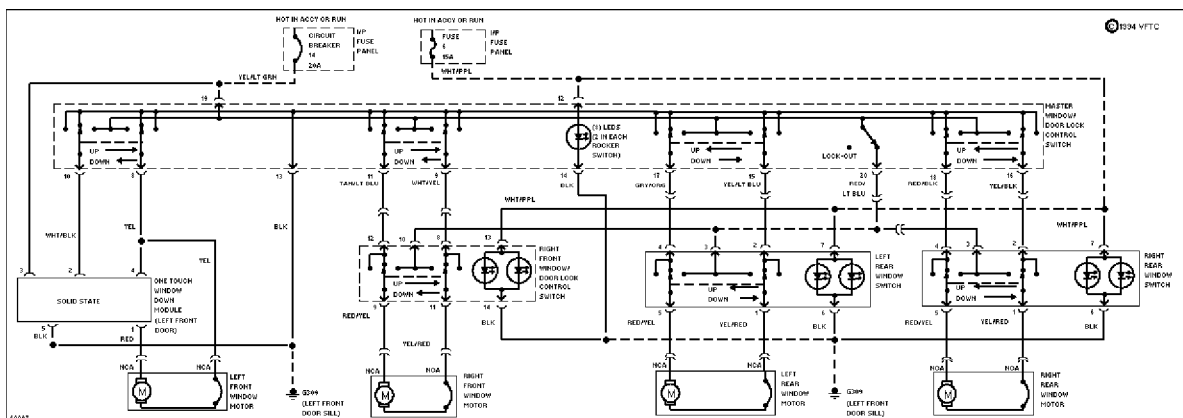 HOT IN ACCY OR RUN
HOT IN ACCY OR RUN
© 1994 VFTC
CIRCUIT
BREAKER
14
20A
I/P
FUSE
PANEL
FUSE
6
15A
I/P
FUSE
PANEL
YEL/LT GRN
WHT/PPL
19
12
MASTER
WINDOW/
DOOR LOCK
CONTROL
SWITCH
(3) LEDS
(2 IN EACH
ROCKER
SWITCH)
UP
DOWN
UP
DOWN
UP
DOWN
LOCK-OUT
UP
DOWN
10
8
13
11
9
14
17
15
20
18
16
TAN/LT BLU
WHT/YEL
BLK
GRY/ORG
YEL/LT BLU
RED/
LT BLU
RED/BLK
YEL/BLK
WHT/PPL
WHT/PPL
WHT/BLK
YEL
YEL
BLK
12
10
8
13
4
3
2
7
4
3
2
7
RIGHT
FRONT
WINDOW/
DOOR LOCK
CONTROL
SWITCH
LEFT
REAR
WINDOW
SWITCH
RIGHT
REAR
WINDOW
SWITCH
3
2
4
SOLID STATE
ONE TOUCH
WINDOW
DOWN
MODULE
(LEFT FRONT
DOOR)
UP
DOWN
UP
DOWN
UP
DOWN
5
1
BLK
RED
9
11
14
RED/YEL
YEL/RED
BLK
5
1
6
RED/YEL
YEL/RED
BLK
5
1
6
RED/YEL
YEL/RED
BLK
NCA
NCA
M
LEFT
FRONT
WINDOW
MOTOR
G309
(LEFT FRONT
DOOR SILL)
NCA
NCA
M
RIGHT
FRONT
WINDOW
MOTOR
NCA
NCA
M
LEFT
REAR
WINDOW
MOTOR
G309
(LEFT FRONT
DOOR SILL)
NCA
NCA
M
RIGHT
REAR
WINDOW
MOTOR